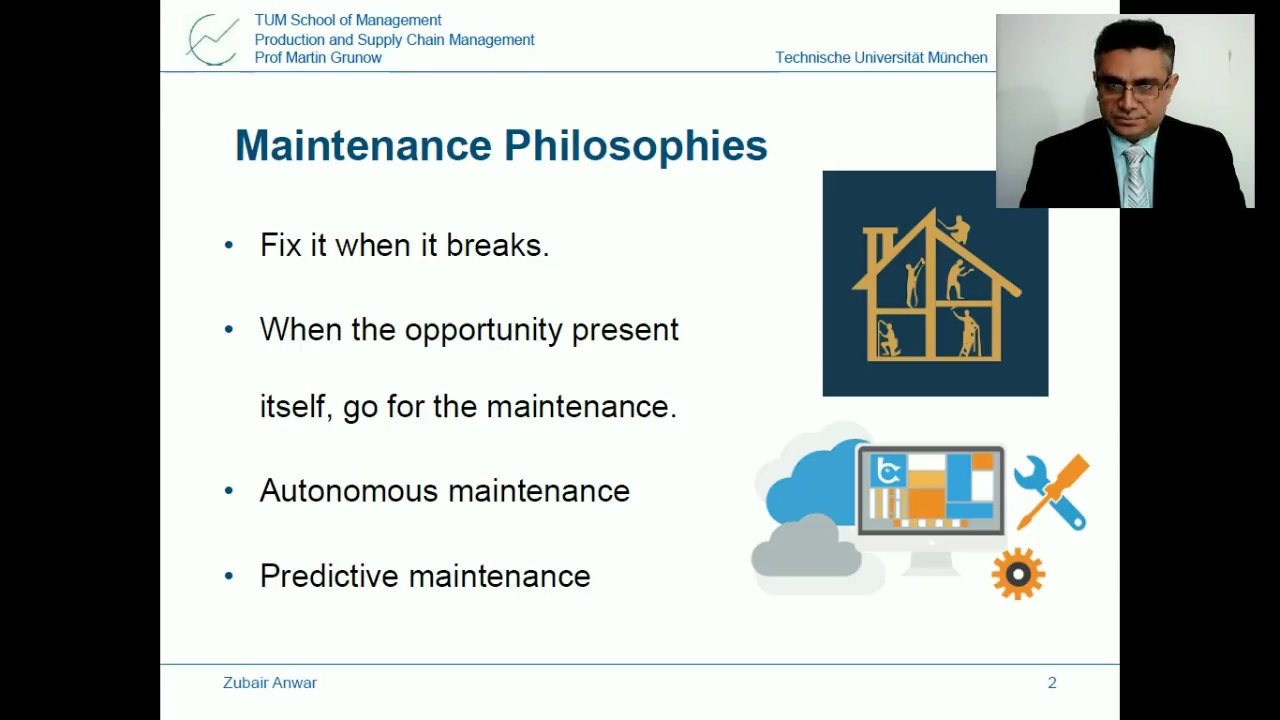 TUM School of Management
Production and Supply Chain Management
Prof Martin Grunow
Technische Universität München
Maintenance Philosophies
• Fix it when it breaks.
• When the opportunity present
itself, go for the maintenance.
• Autonomous maintenance
• Predictive maintenance
Zubair Anwar
2